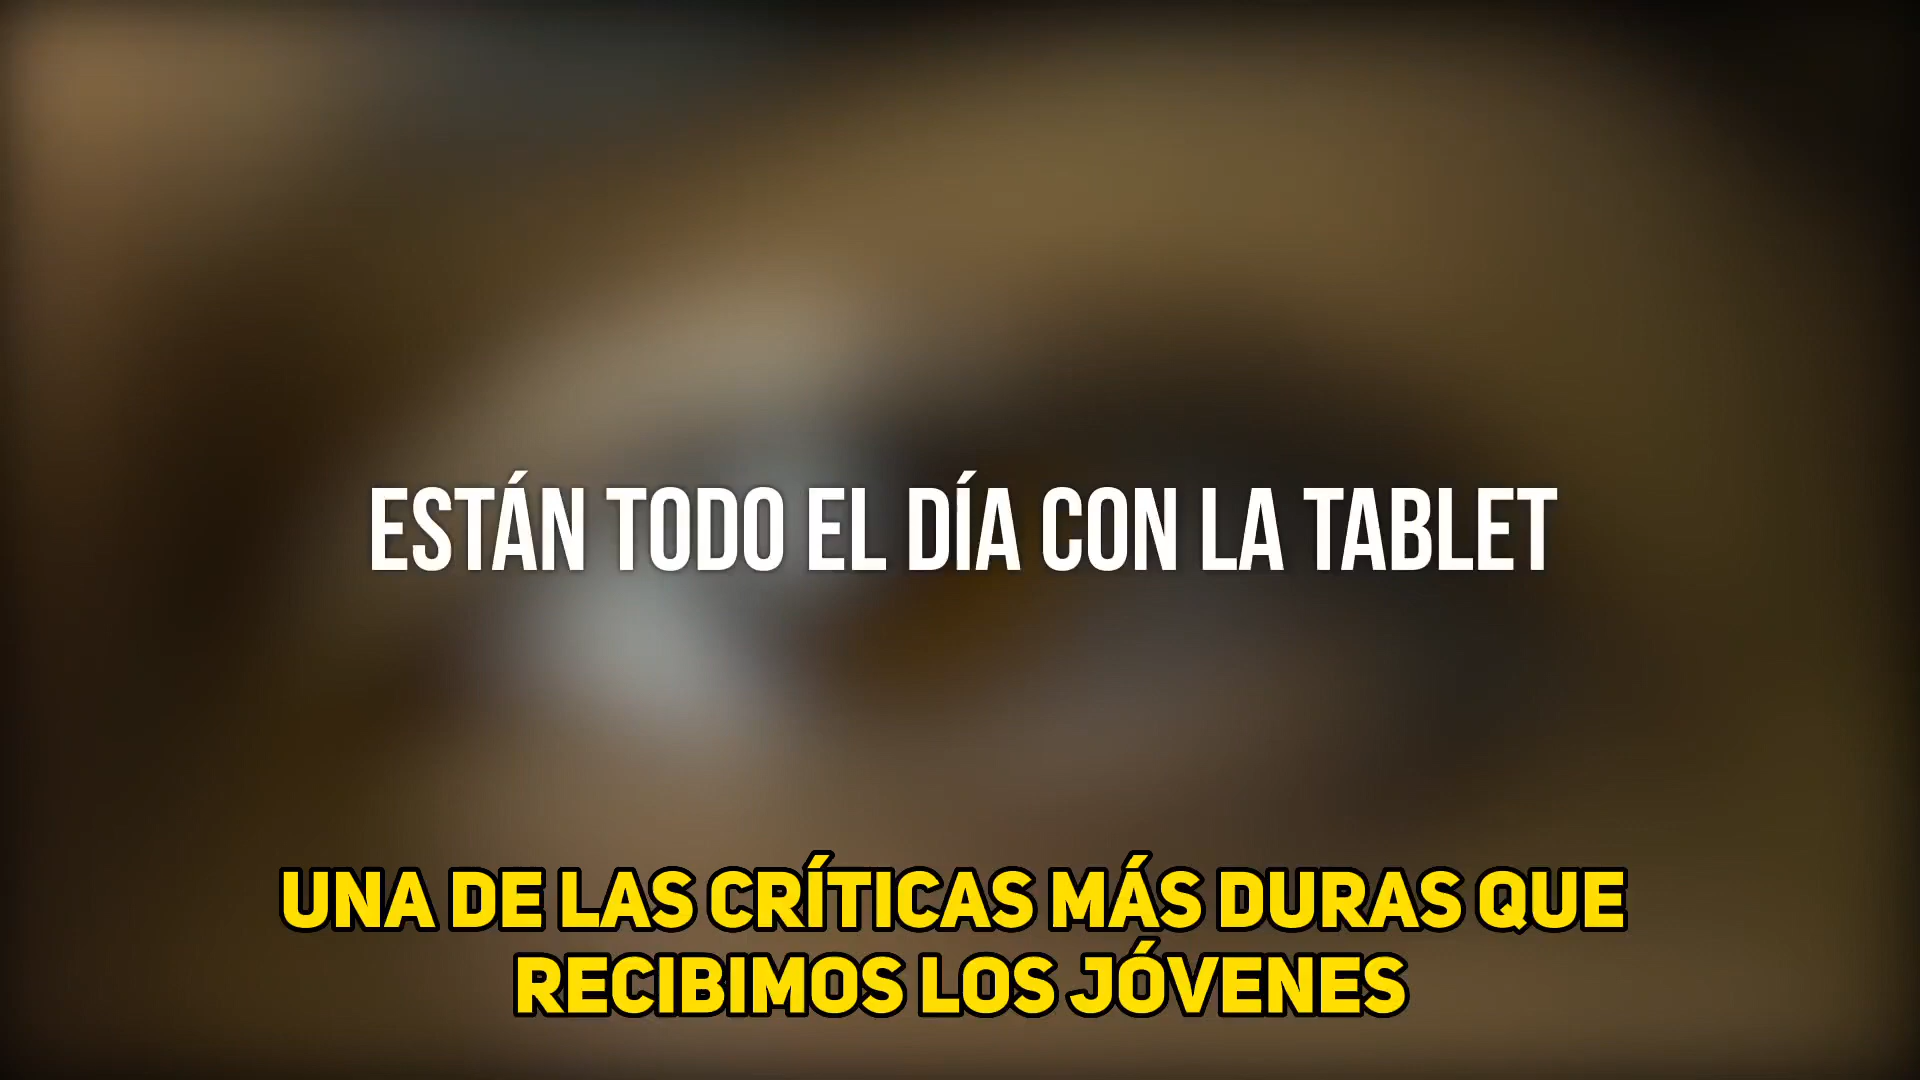 ESTÁN TODO EL DÍA CON LA TABLET
UNA DE LAS CRÍTICAS MÁS DURAS QUE
RECIBIMOS LOS JÓVENES